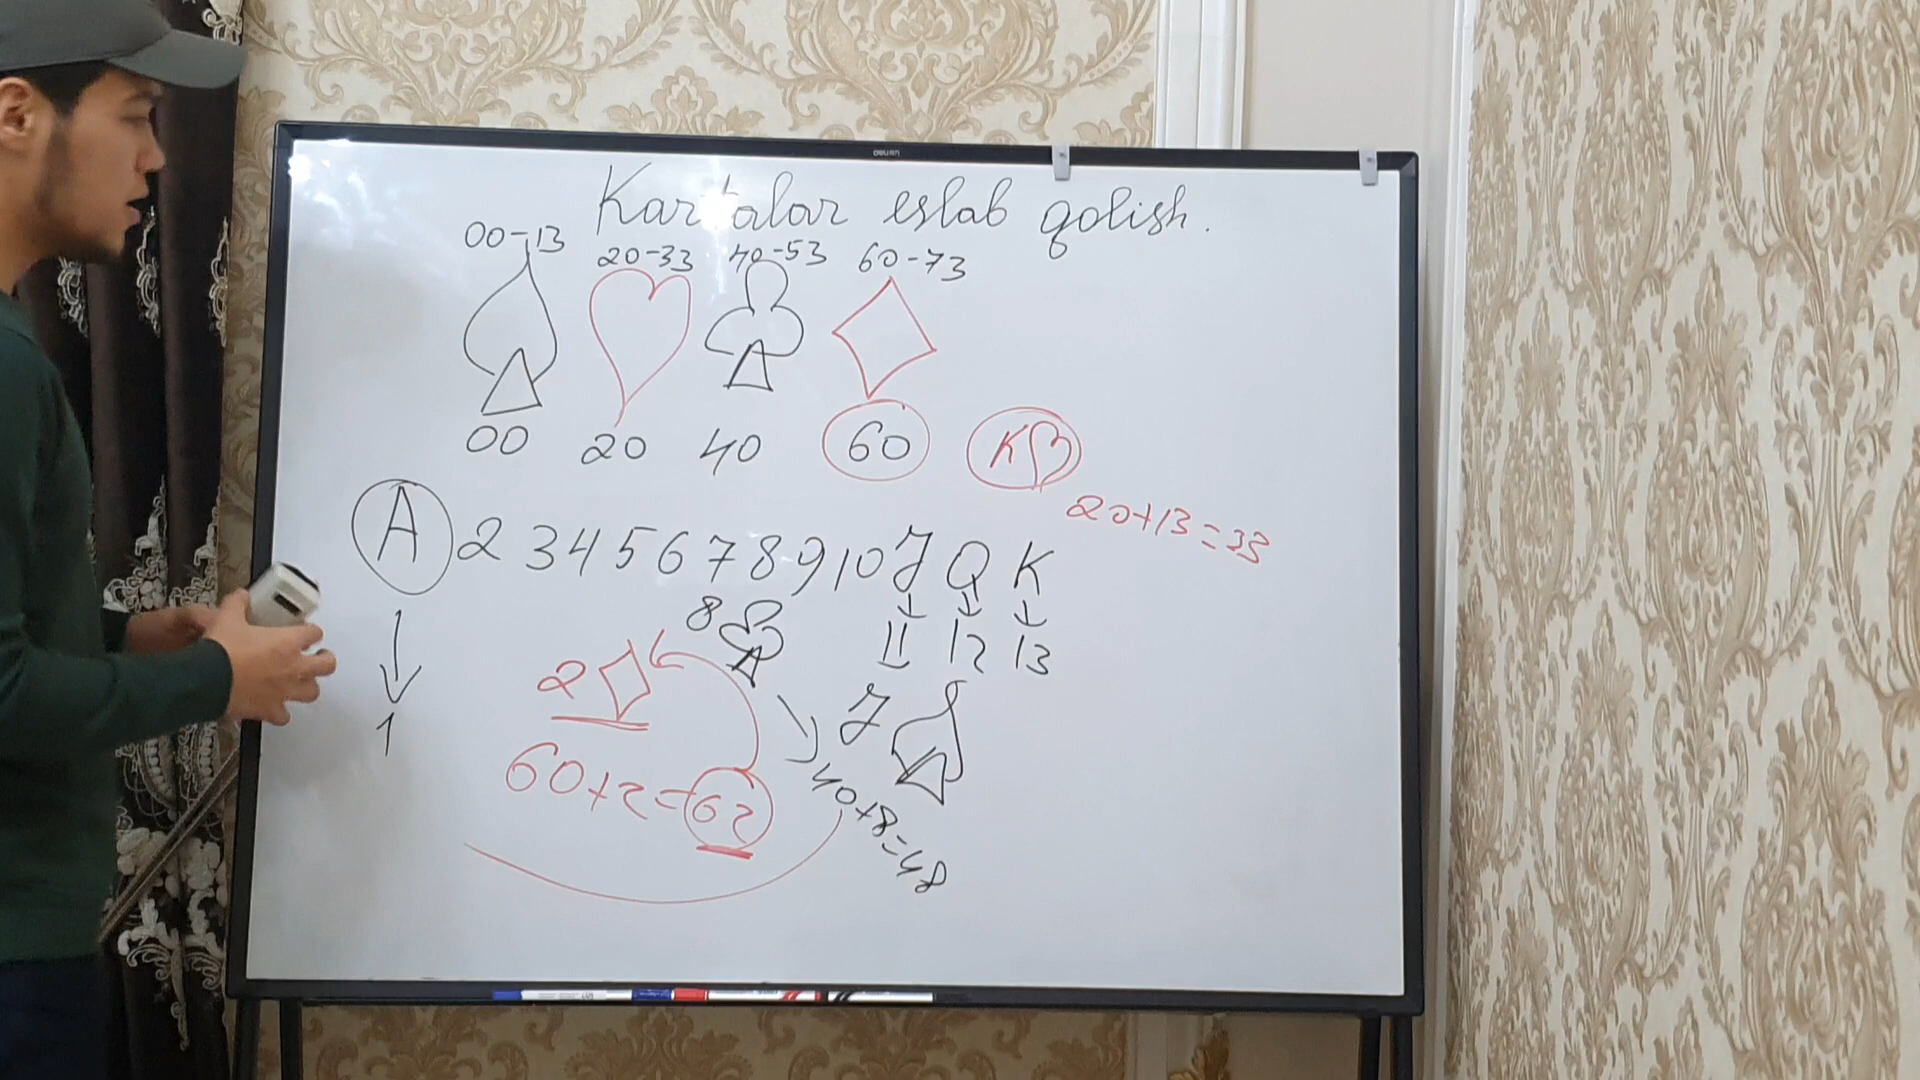 Kartalar eslab qolish.
00-13 20-33 40-53 60-73
00 20 40 60 K♡
20+13=33
A 2 3 4 5 6 7 8 9 10 J Q K
↓ ↓ ↓ ↓
1 11 12 13
8♣
2♢
J♠
60+2=62
40+8=48